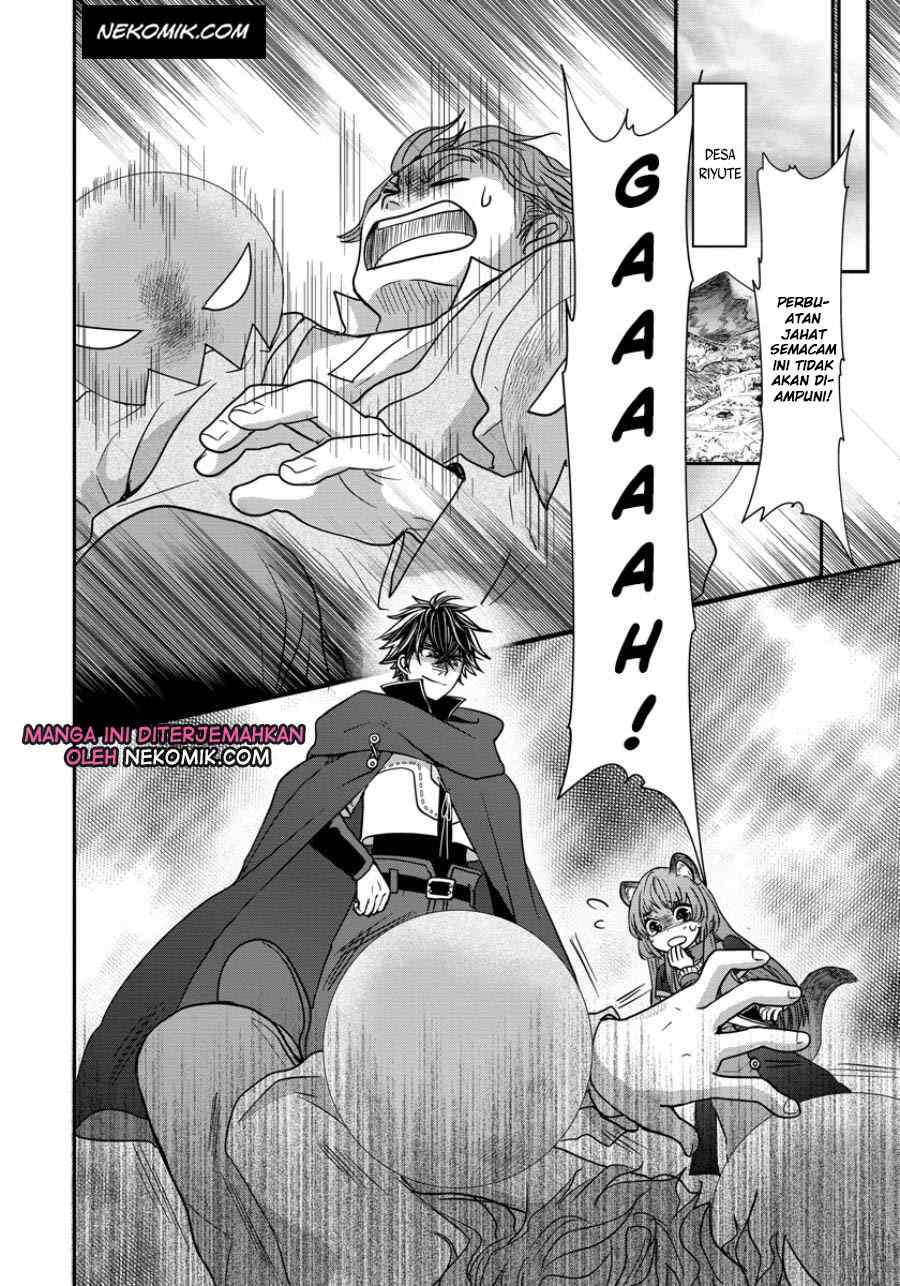 NEKOMIK.COM
DESA
RIYUTE
PERBU-
ATAN
JAHAT
SEMACAM
INI TIDAK
AKAN DI-
AMPUNI!
GAAAAAH!
MANGA INI DITERJEMAHKAN
OLEH NEKOMIK.COM